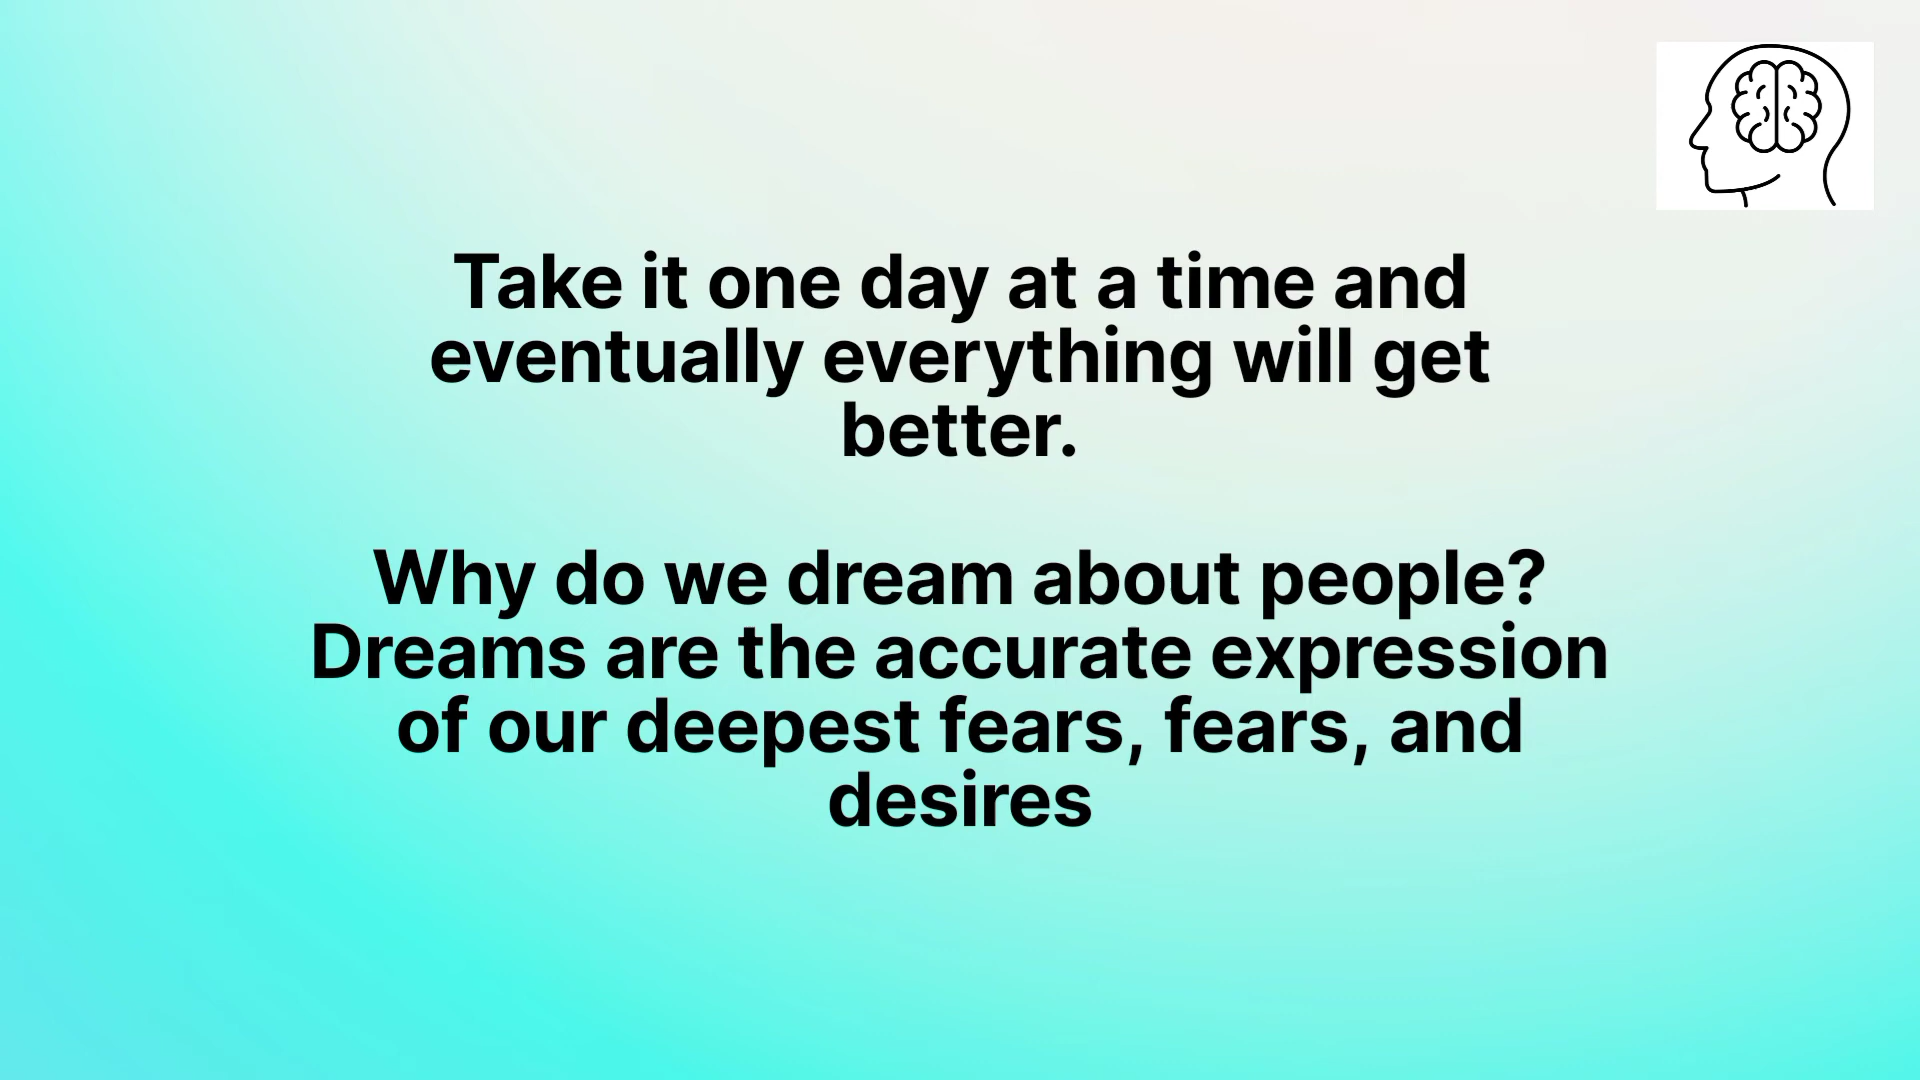 Take it one day at a time and
eventually everything will get
better.
Why do we dream about people?
Dreams are the accurate expression
of our deepest fears, fears, and
desires